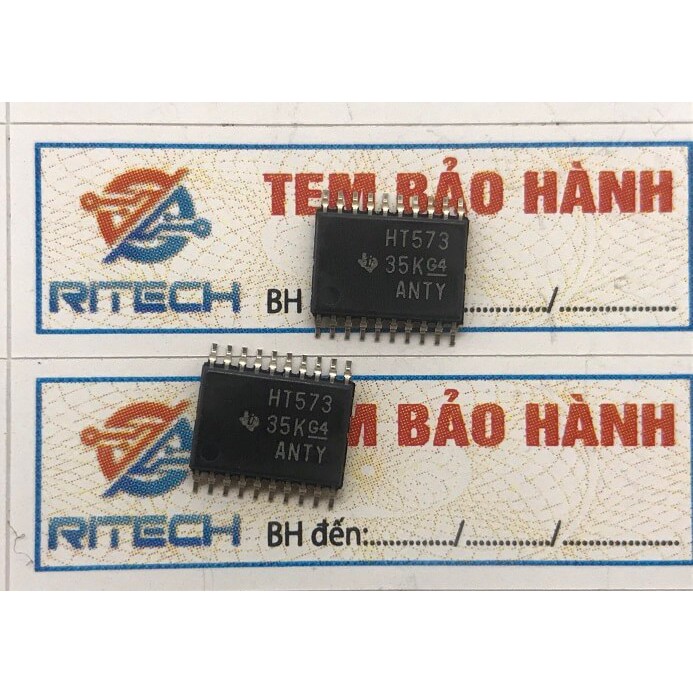 TEM BẢO HÀNH
HT573
35KG4
ANTY
RITECH
BH
............/....................
HT573
35KG4
ANTY
M BẢO HÀNH
RITECH
BH đến:............../.............../....................